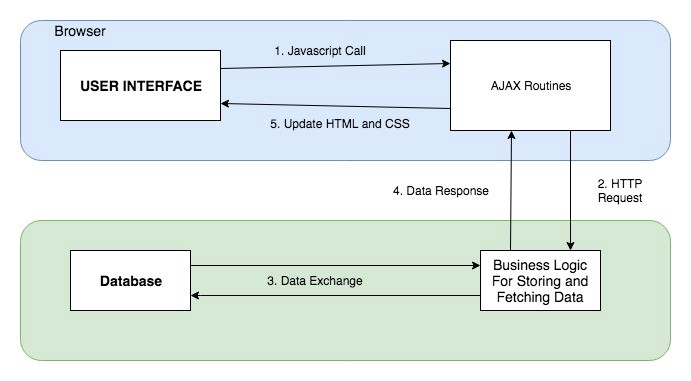 Browser
1. Javascript Call
USER INTERFACE
AJAX Routines
5. Update HTML and CSS
4. Data Response
2. HTTP
Request
Database
3. Data Exchange
Business Logic
For Storing and
Fetching Data